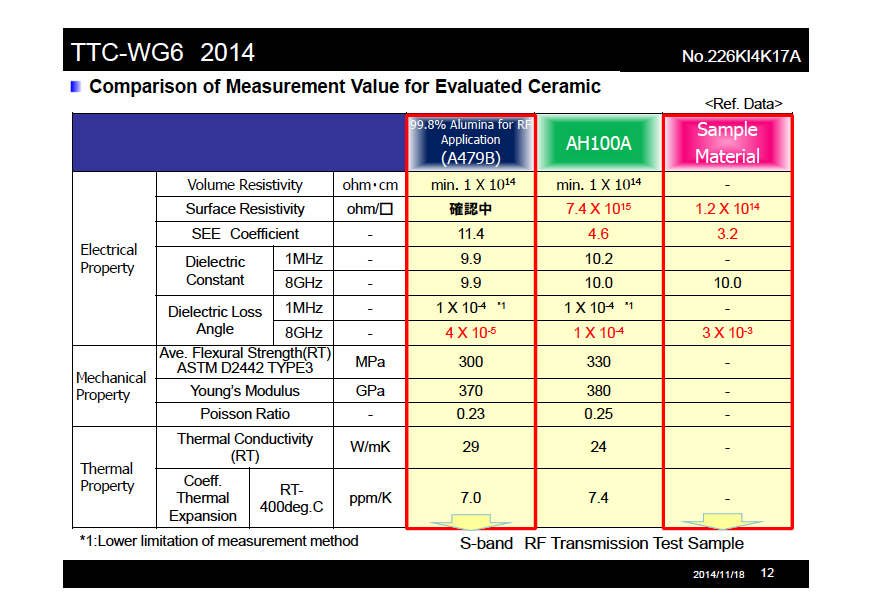 TTC-WG6 2014
No.226KI4K17A
Comparison of Measurement Value for Evaluated Ceramic
<Ref. Data>
99.8% Alumina for RF
Application
(A479B)
AH100A
Sample
Material
Electrical
Property
Volume Resistivity ohm・cm min. 1 X 10¹⁴ min. 1 X 10¹⁴ -
Surface Resistivity ohm/□ 確認中 7.4 X 10¹⁵ 1.2 X 10¹⁴
SEE Coefficient - 11.4 4.6 3.2
Dielectric
Constant
1MHz - 9.9 10.2 -
8GHz - 9.9 10.0 10.0
Dielectric Loss
Angle
1MHz - 1 X 10⁻⁴ *1 1 X 10⁻⁴ *1 -
8GHz - 4 X 10⁻⁵ 1 X 10⁻⁴ 3 X 10⁻³
Mechanical
Property
Ave. Flexural Strength(RT)
ASTM D2442 TYPE3
MPa 300 330 -
Young's Modulus GPa 370 380 -
Poisson Ratio - 0.23 0.25 -
Thermal
Property
Thermal Conductivity
(RT)
W/mK 29 24 -
Coeff.
Thermal
Expansion
RT-
400deg.C
ppm/K 7.0 7.4 -
*1:Lower limitation of measurement method
S-band RF Transmission Test Sample
2014/11/18 12